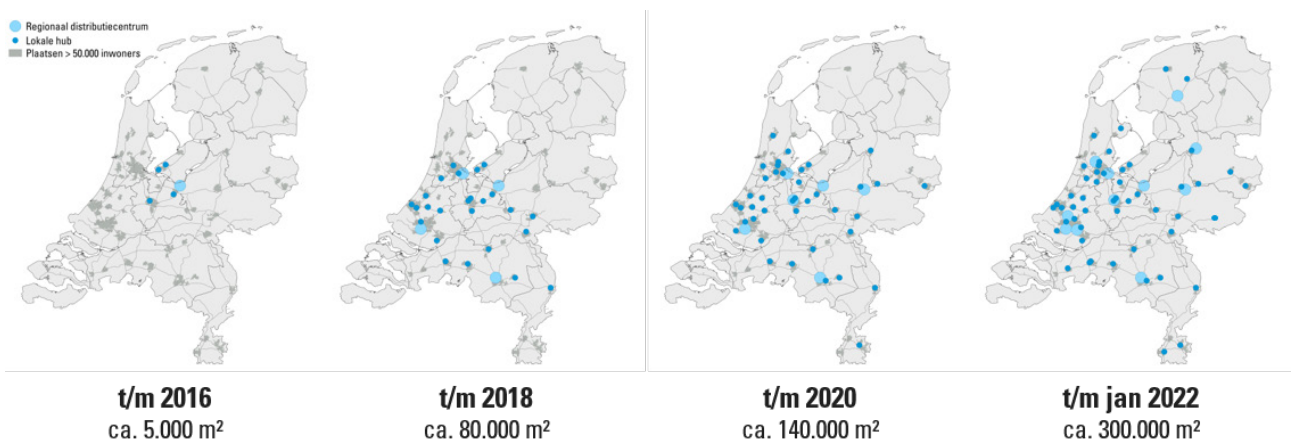 Regionaal distributiecentrum
Lokale hub
Plaatsen > 50.000 inwoners
t/m 2016
ca. 5.000 m²
t/m 2018
ca. 80.000 m²
t/m 2020
ca. 140.000 m²
t/m jan 2022
ca. 300.000 m²